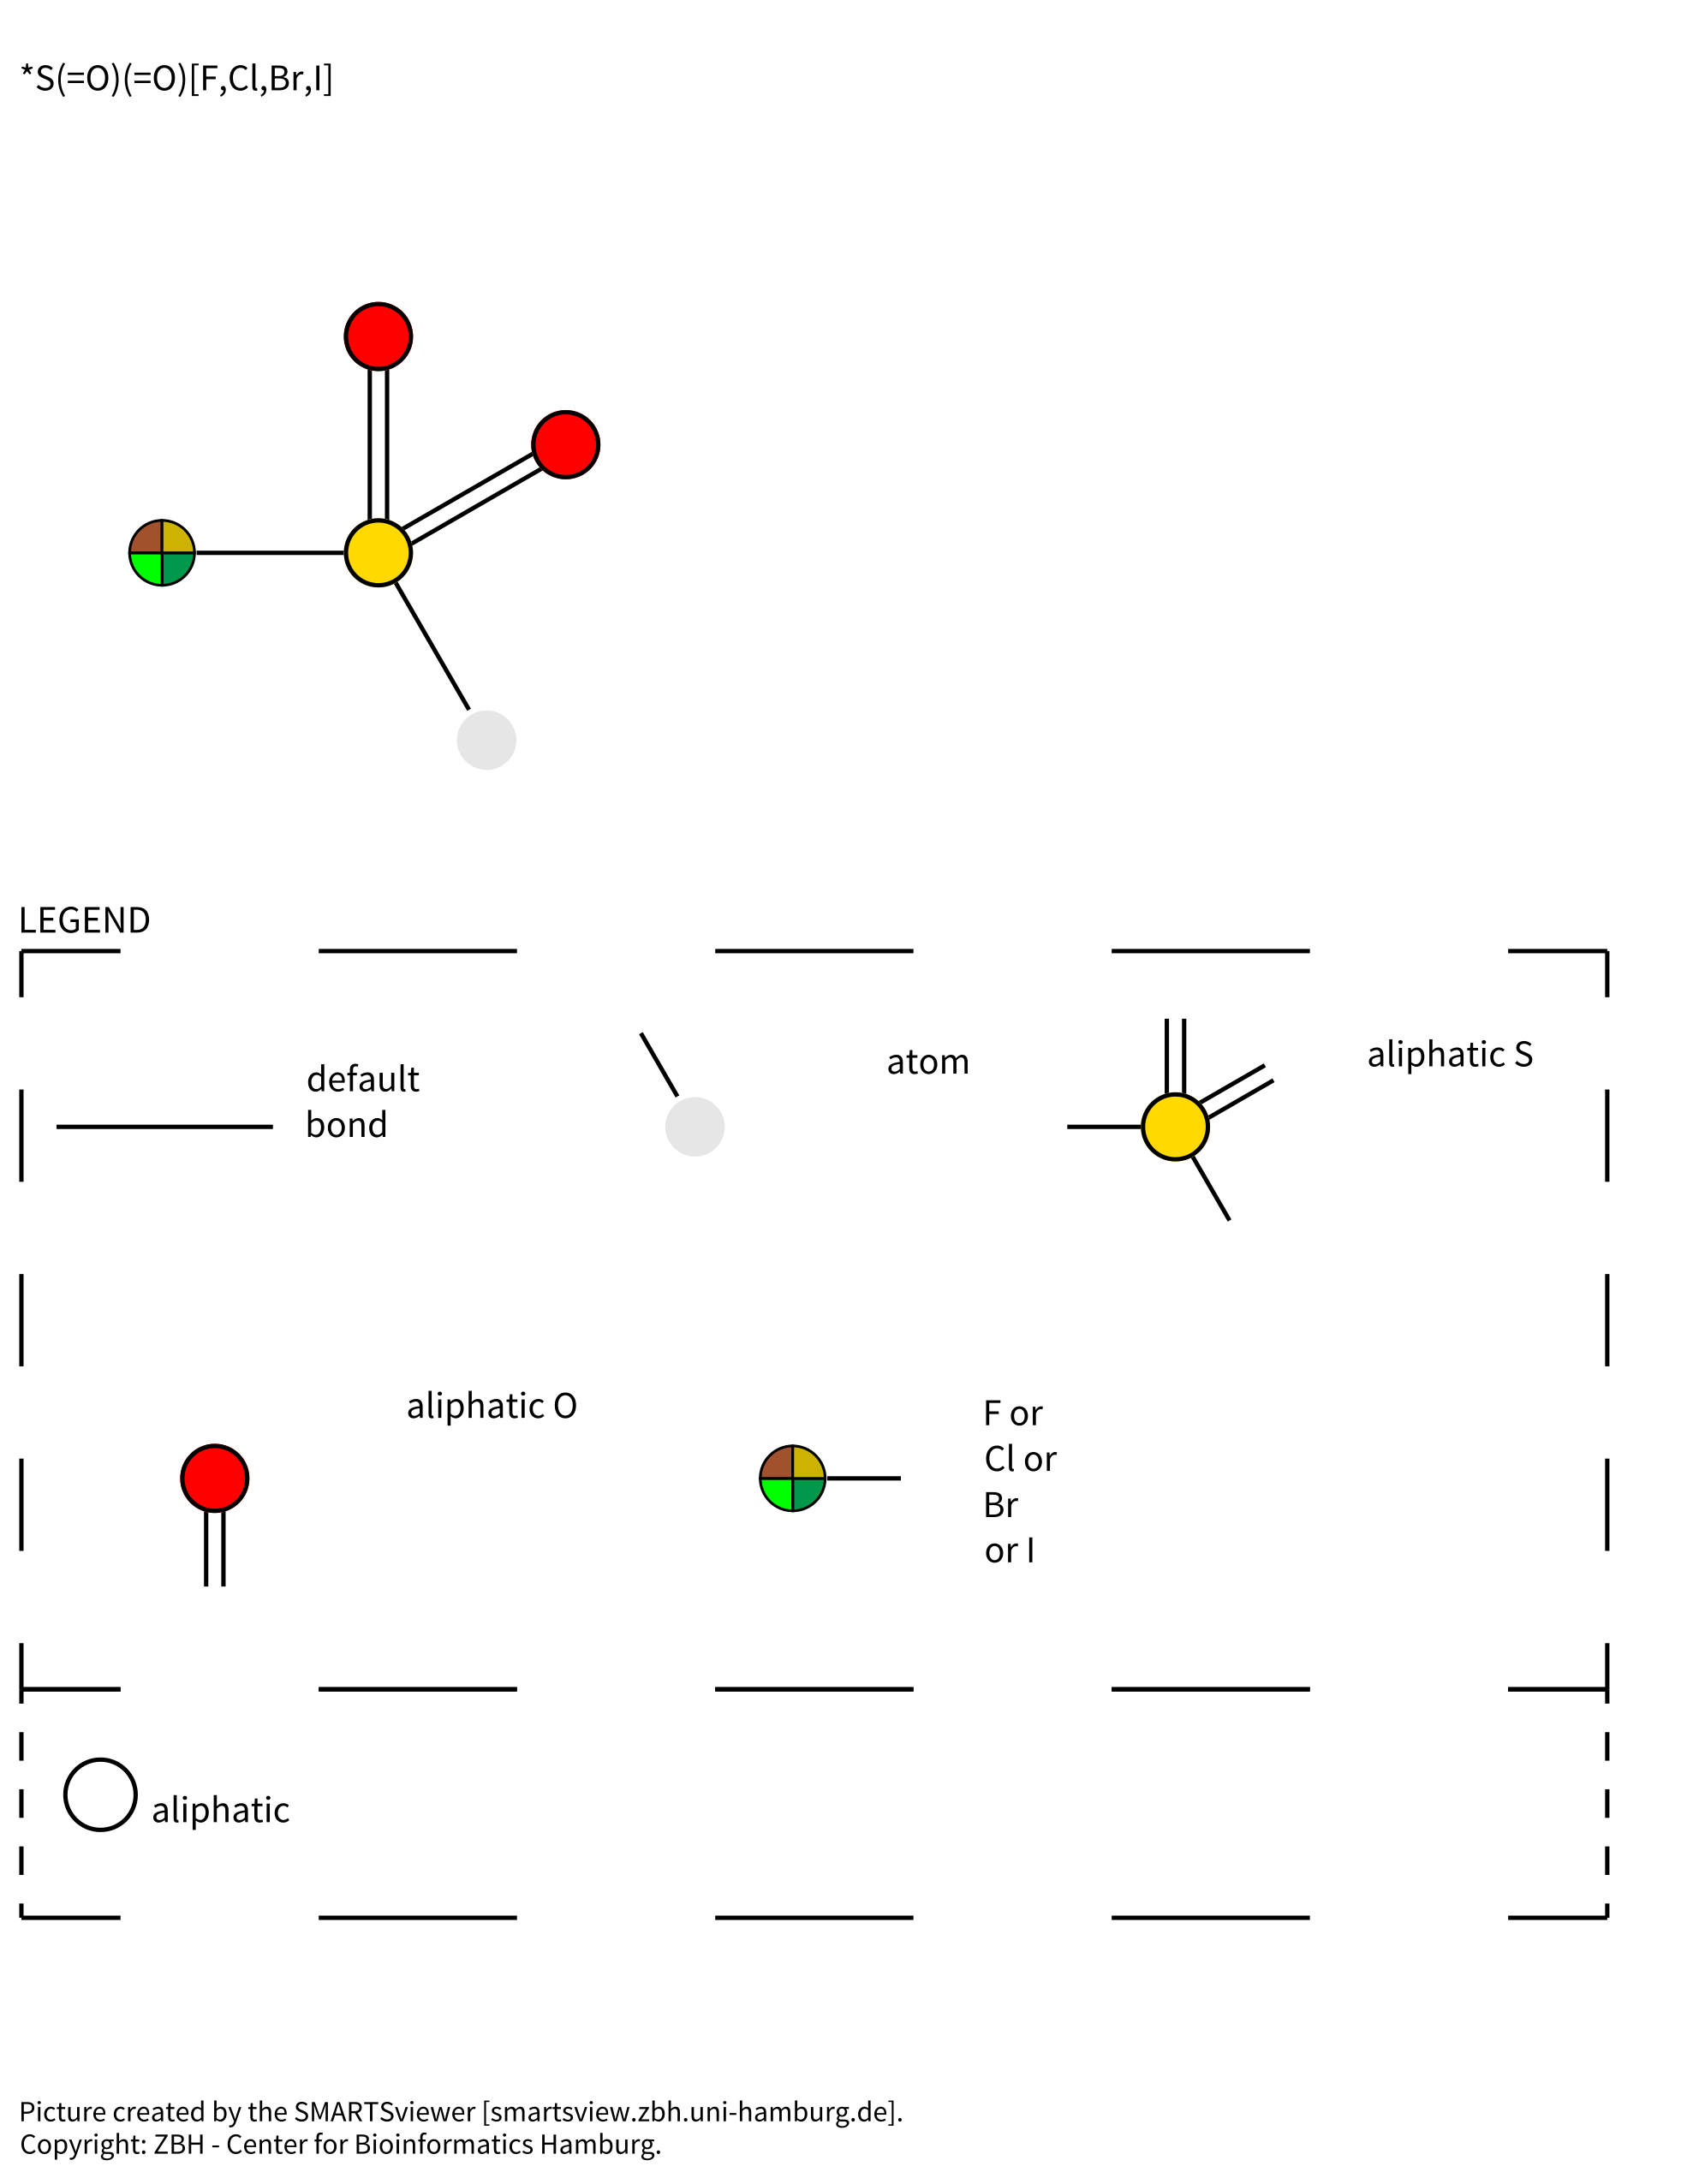 *S(=O)(=O)[F,Cl,Br,I]
LEGEND
default
bond
atom
aliphatic S
aliphatic O
F or
Cl or
Br
or I
aliphatic
Picture created by the SMARTSviewer [smartsview.zbh.uni-hamburg.de].
Copyright: ZBH - Center for Bioinformatics Hamburg.